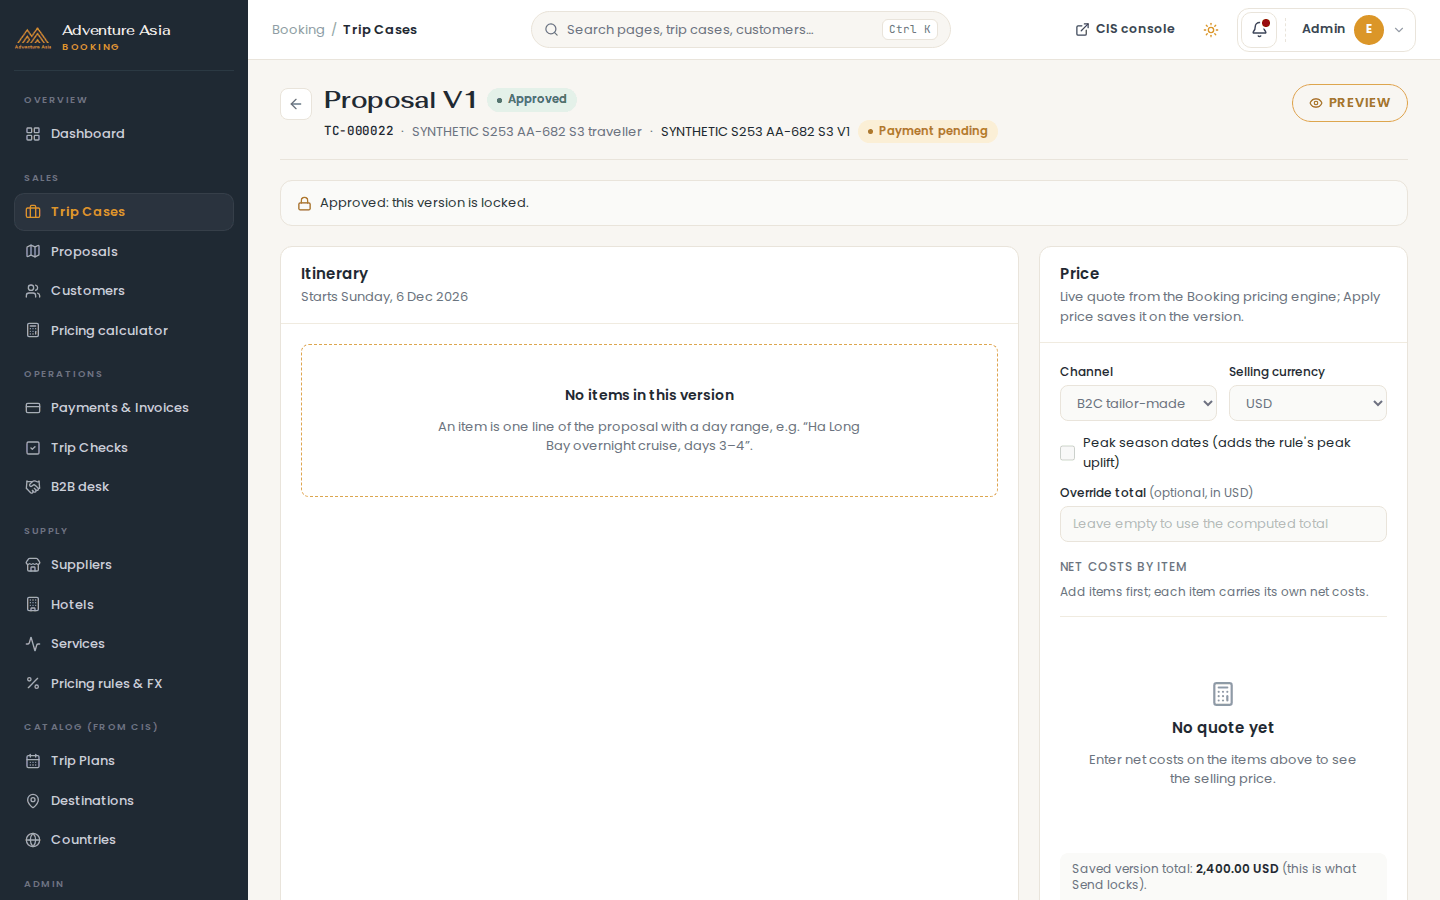 Adventure Asia
Adventure Asia
BOOKING
OVERVIEW
Dashboard
SALES
Trip Cases
Proposals
Customers
Pricing calculator
OPERATIONS
Payments & Invoices
Trip Checks
B2B desk
SUPPLY
Suppliers
Hotels
Services
Pricing rules & FX
CATALOG (FROM CIS)
Trip Plans
Destinations
Countries
ADMIN
Booking / Trip Cases
Search pages, trip cases, customers… Ctrl K
CIS console
Admin E
Proposal V1 Approved
TC-000022 · SYNTHETIC S253 AA-682 S3 traveller · SYNTHETIC S253 AA-682 S3 V1 Payment pending
PREVIEW
Approved: this version is locked.
Itinerary
Starts Sunday, 6 Dec 2026
No items in this version
An item is one line of the proposal with a day range, e.g. “Ha Long
Bay overnight cruise, days 3–4”.
Price
Live quote from the Booking pricing engine; Apply
price saves it on the version.
Channel Selling currency
B2C tailor-made USD
Peak season dates (adds the rule's peak
uplift)
Override total (optional, in USD)
Leave empty to use the computed total
NET COSTS BY ITEM
Add items first; each item carries its own net costs.
No quote yet
Enter net costs on the items above to see
the selling price.
Saved version total: 2,400.00 USD (this is what
Send locks).